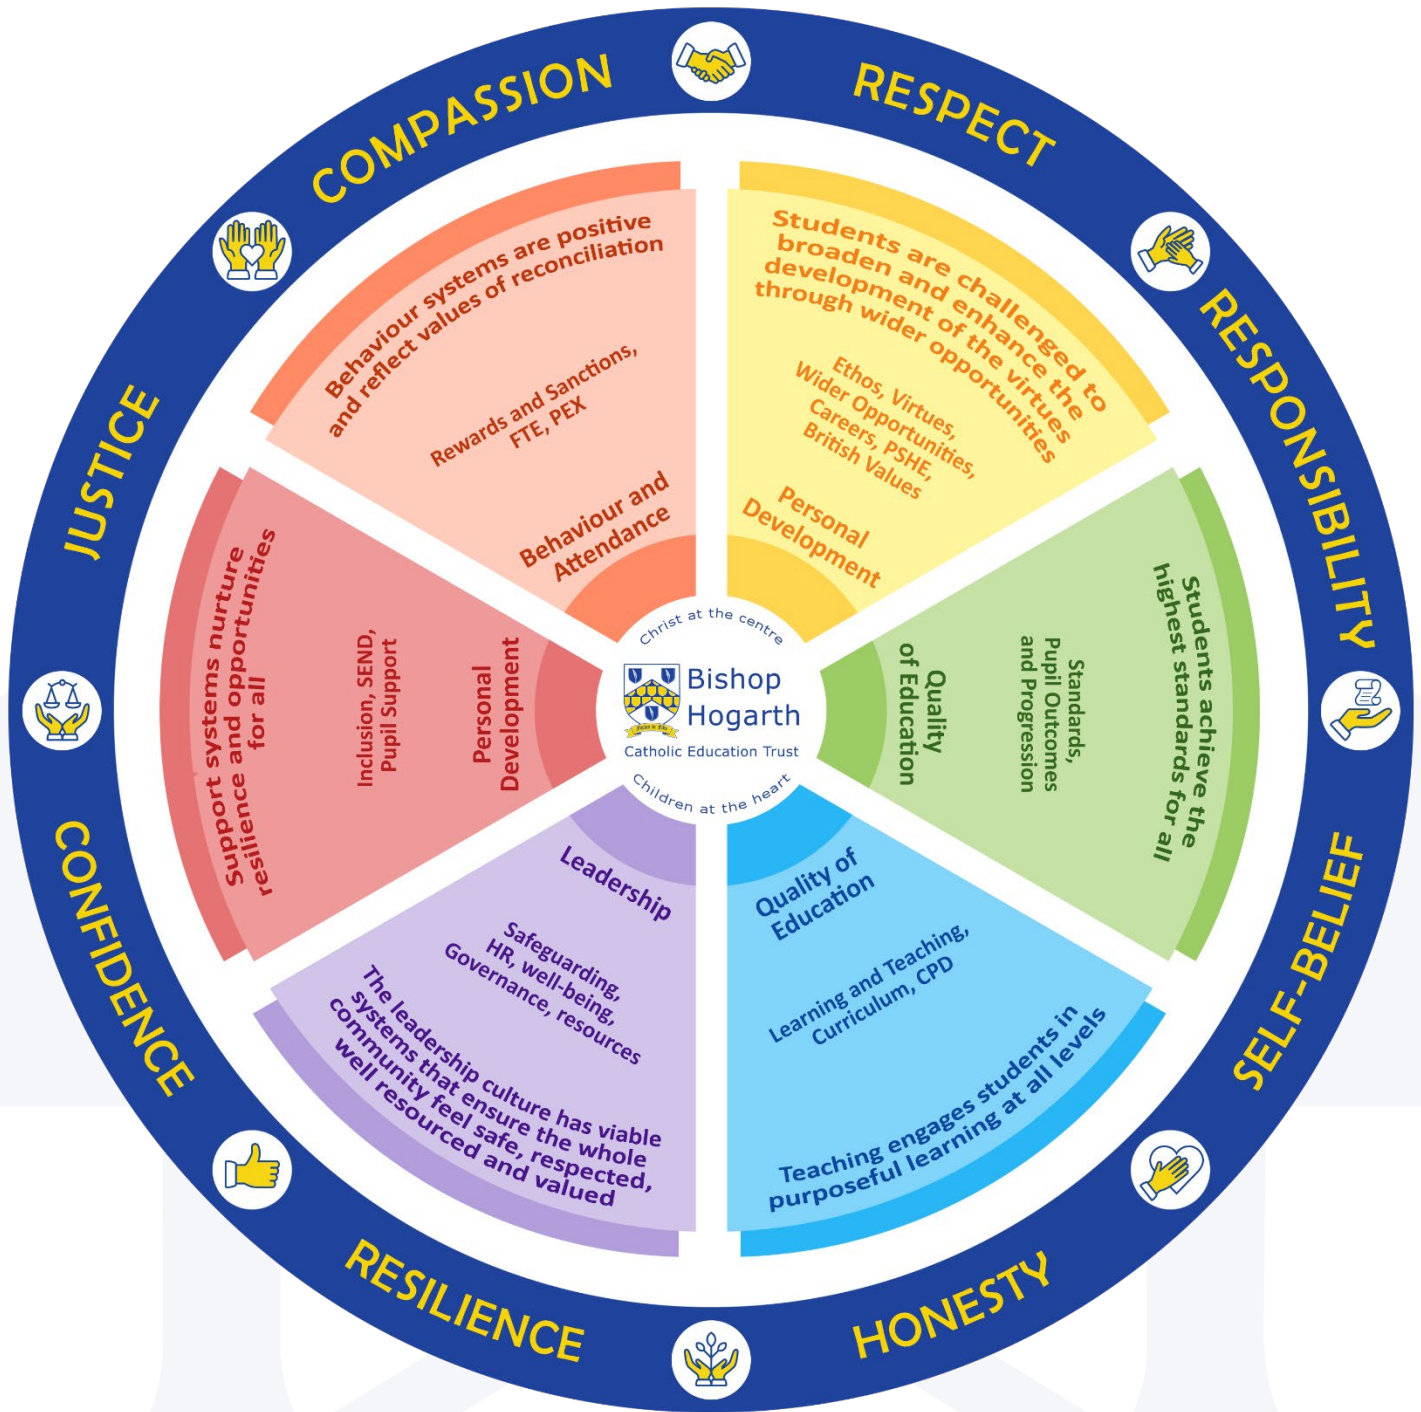 COMPASSION
RESPECT
RESPONSIBILITY
SELF-BELIEF
HONESTY
RESILIENCE
CONFIDENCE
JUSTICE
Behaviour systems are positive
and reflect values of reconciliation
Rewards and Sanctions,
FTE, PEX
Behaviour and
Attendance
Students are challenged to
broaden and enhance the
development of the virtues
through wider opportunities
Ethos, Virtues,
Wider Opportunities,
Careers, PSHE,
British Values
Personal
Development
Students achieve the
highest standards for all
Standards,
Pupil Outcomes
and Progression
Quality
of Education
Quality of
Education
Learning and Teaching,
Curriculum, CPD
Teaching engages students in
purposeful learning at all levels
Leadership
Safeguarding,
HR, well-being,
Governance, resources
The leadership culture has viable
systems that ensure the whole
community feel safe, respected,
well resourced and valued
Support systems nurture
resilience and opportunities
for all
Inclusion, SEND,
Pupil Support
Personal
Development
Christ at the centre
Bishop
Hogarth
Catholic Education Trust
Children at the heart